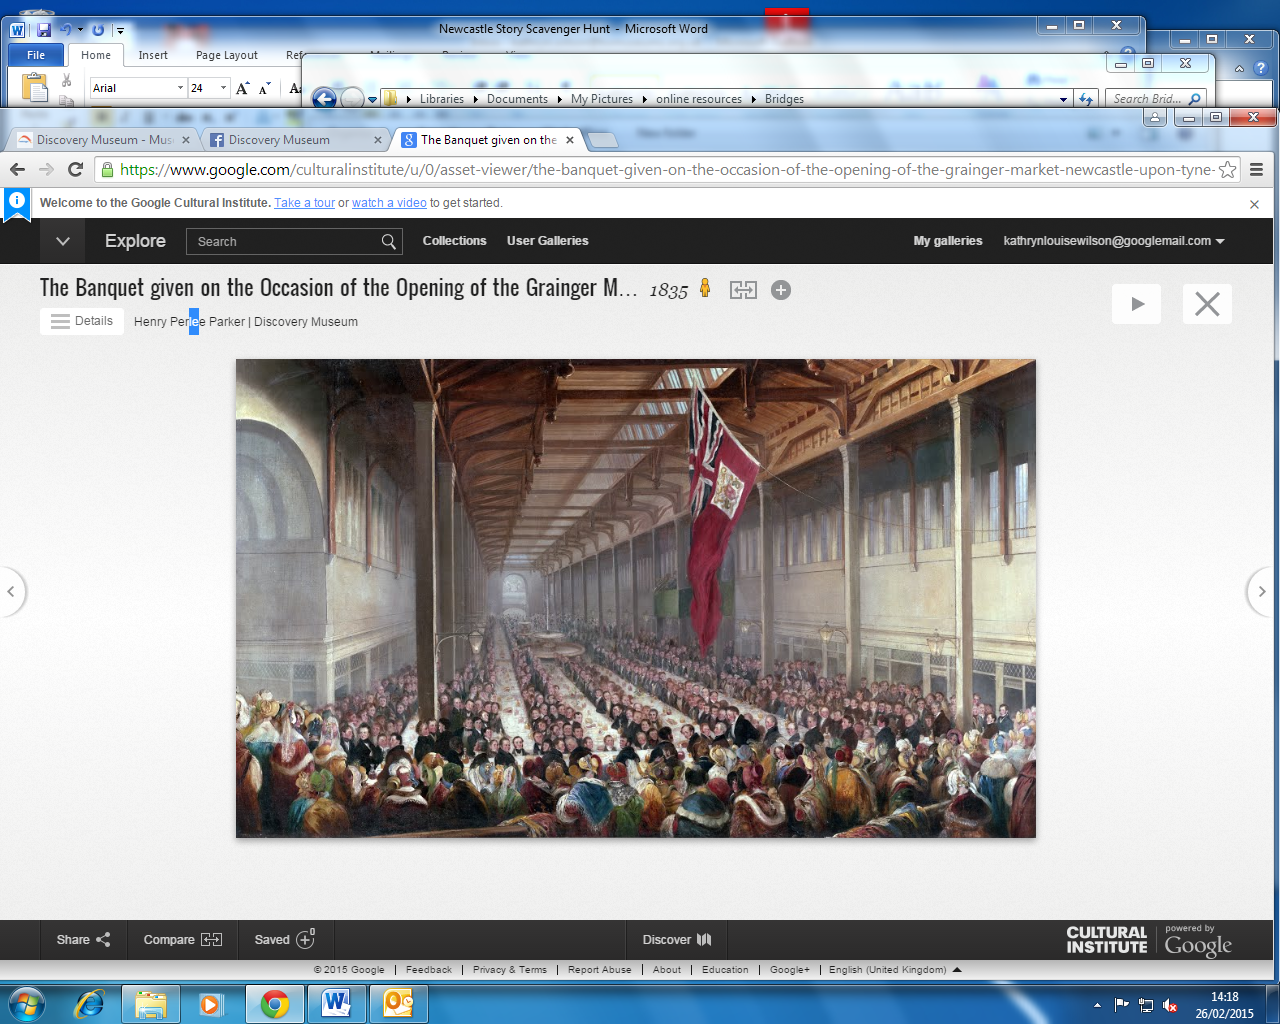 Newcastle Story Scavenger Hunt - Microsoft Word
File Home Insert Page Layout
Arial 24
Libraries Documents My Pictures online resources Bridges
Search Brid...
Discovery Museum - Mus
Discovery Museum
The Banquet given on the
https://www.google.com/culturalinstitute/u/0/asset-viewer/the-banquet-given-on-the-occasion-of-the-opening-of-the-grainger-market-newcastle-upon-tyne-
Welcome to the Google Cultural Institute. Take a tour or watch a video to get started.
Explore Search Collections User Galleries My galleries kathrynlouisewilson@googlemail.com
The Banquet given on the Occasion of the Opening of the Grainger M... 1835
Details Henry Perlee Parker | Discovery Museum
Share Compare Saved 0 Discover CULTURAL INSTITUTE powered by Google
© 2015 Google | Feedback | Privacy & Terms | Report Abuse | About | Education | Google+ | English (United Kingdom)
14:18
26/02/2015